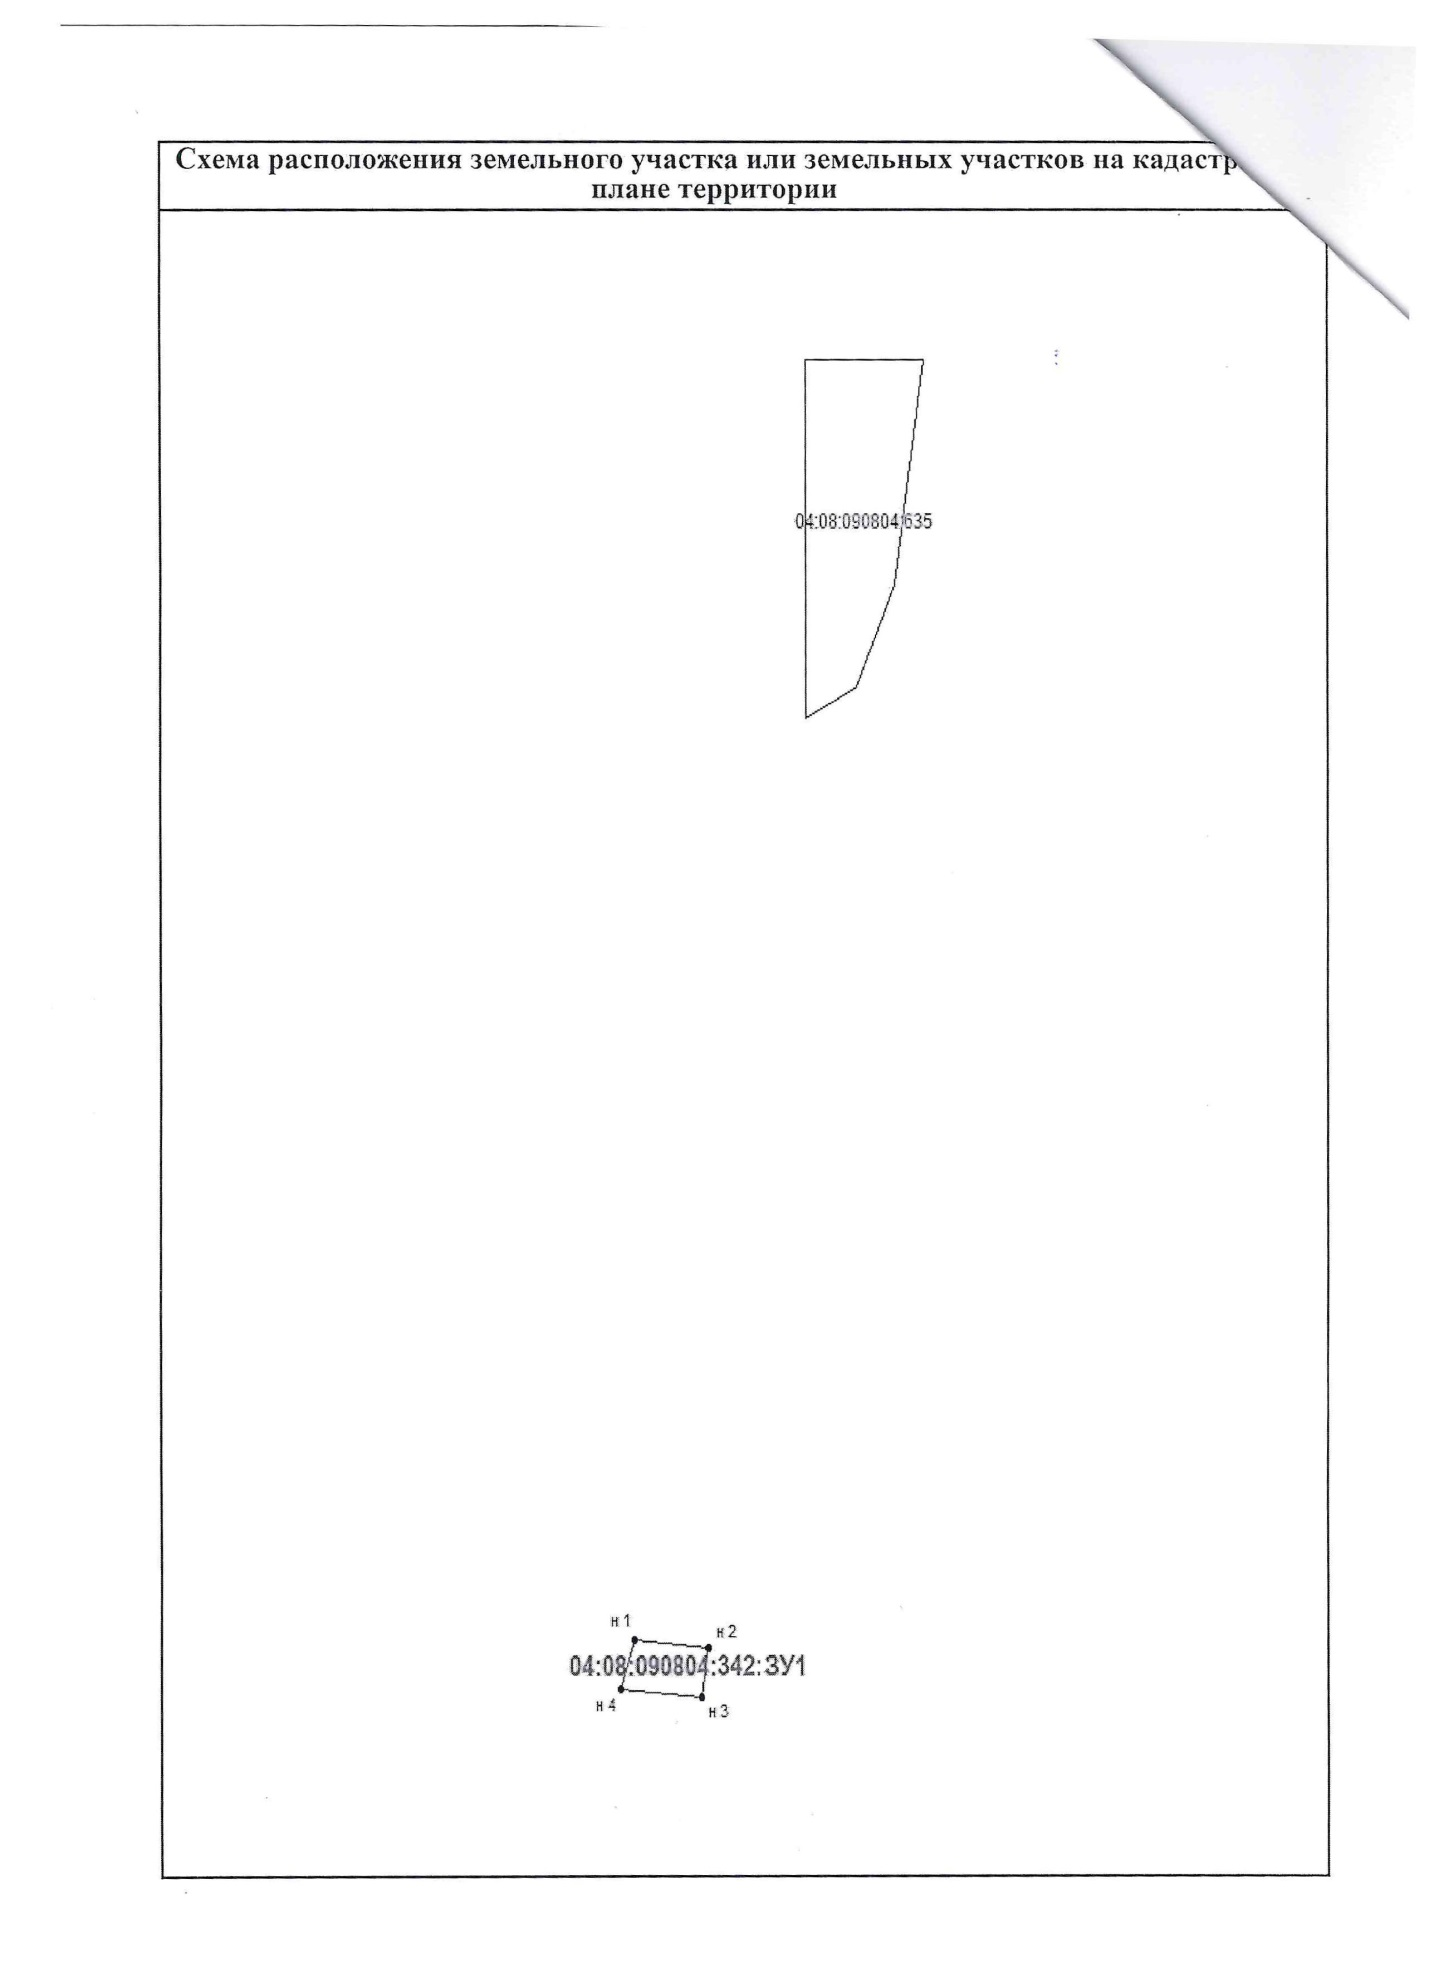 Схема расположения земельного участка или земельных участков на
плане территории
04:08:090804:635
н 1
н 2
04:08:090804:342:ЗУ1
н 4
н 3